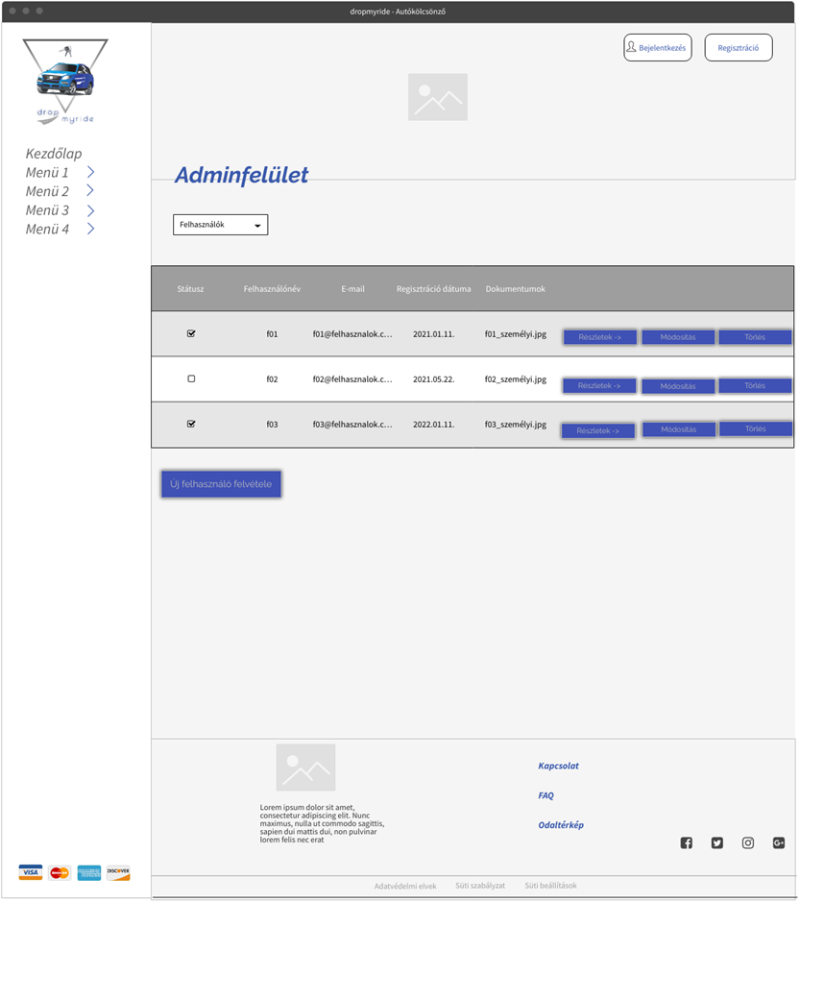 dropmyride - Autókölcsönző
Bejelentkezés
Regisztráció
drop
myride
Kezdőlap
Menü 1
Menü 2
Menü 3
Menü 4
Adminfelület
Felhasználók
Státusz Felhasználónév E-mail Regisztráció dátuma Dokumentumok
f01 f01@felhasznalok.c... 2021.01.11. f01_személyi.jpg Részletek -> Módosítás Törlés
f02 f02@felhasznalok.c... 2021.05.22. f02_személyi.jpg Részletek -> Módosítás Törlés
f03 f03@felhasznalok.c... 2022.01.11. f03_személyi.jpg Részletek -> Módosítás Törlés
Új felhasználó felvétele
Lorem ipsum dolor sit amet,
consectetur adipiscing elit. Nunc
maximus, nulla ut commodo sagittis,
sapien dui mattis dui, non pulvinar
lorem felis nec erat
Kapcsolat
FAQ
Odaltérkép
VISA
DISCOVER
Adatvédelmi elvek Süti szabályzat Süti beállítások